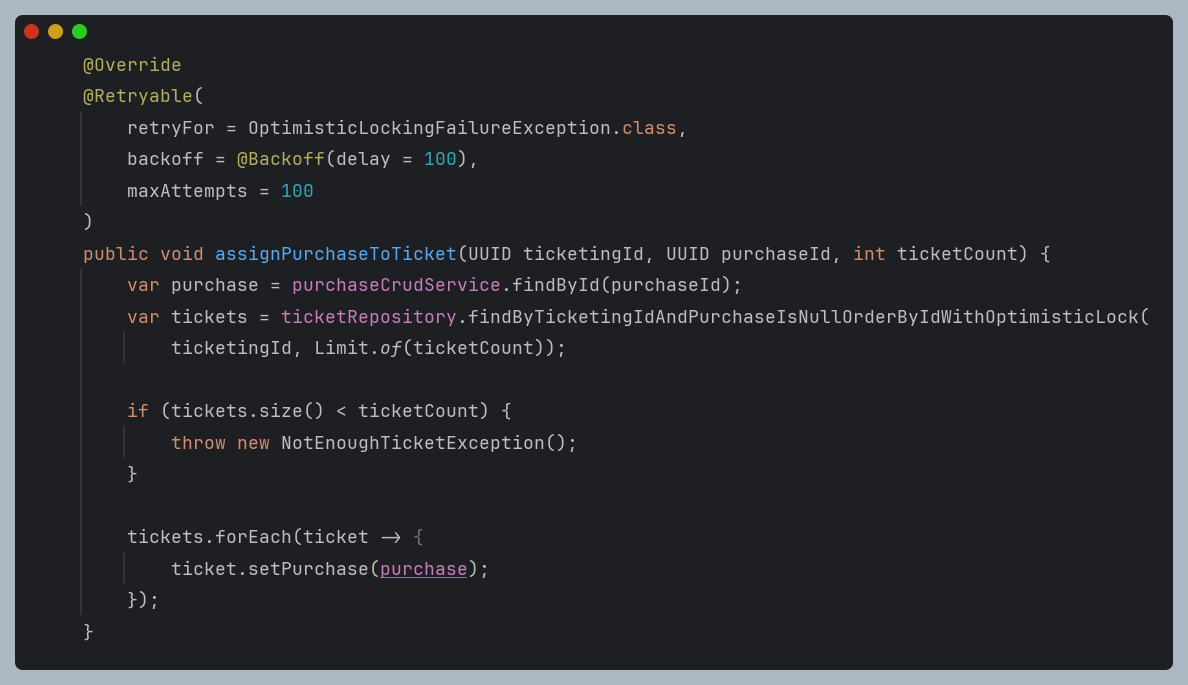 @Override
@Retryable(
    retryFor = OptimisticLockingFailureException.class,
    backoff = @Backoff(delay = 100),
    maxAttempts = 100
)
public void assignPurchaseToTicket(UUID ticketingId, UUID purchaseId, int ticketCount) {
    var purchase = purchaseCrudService.findById(purchaseId);
    var tickets = ticketRepository.findByTicketingIdAndPurchaseIsNullOrderByIdWithOptimisticLock(
        ticketingId, Limit.of(ticketCount));

    if (tickets.size() < ticketCount) {
        throw new NotEnoughTicketException();
    }

    tickets.forEach(ticket -> {
        ticket.setPurchase(purchase);
    });
}